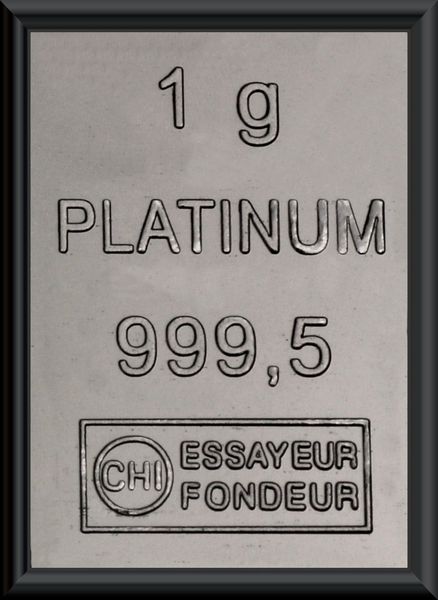 1 g
PLATINUM
999,5
CHI
ESSAYEUR
FONDEUR